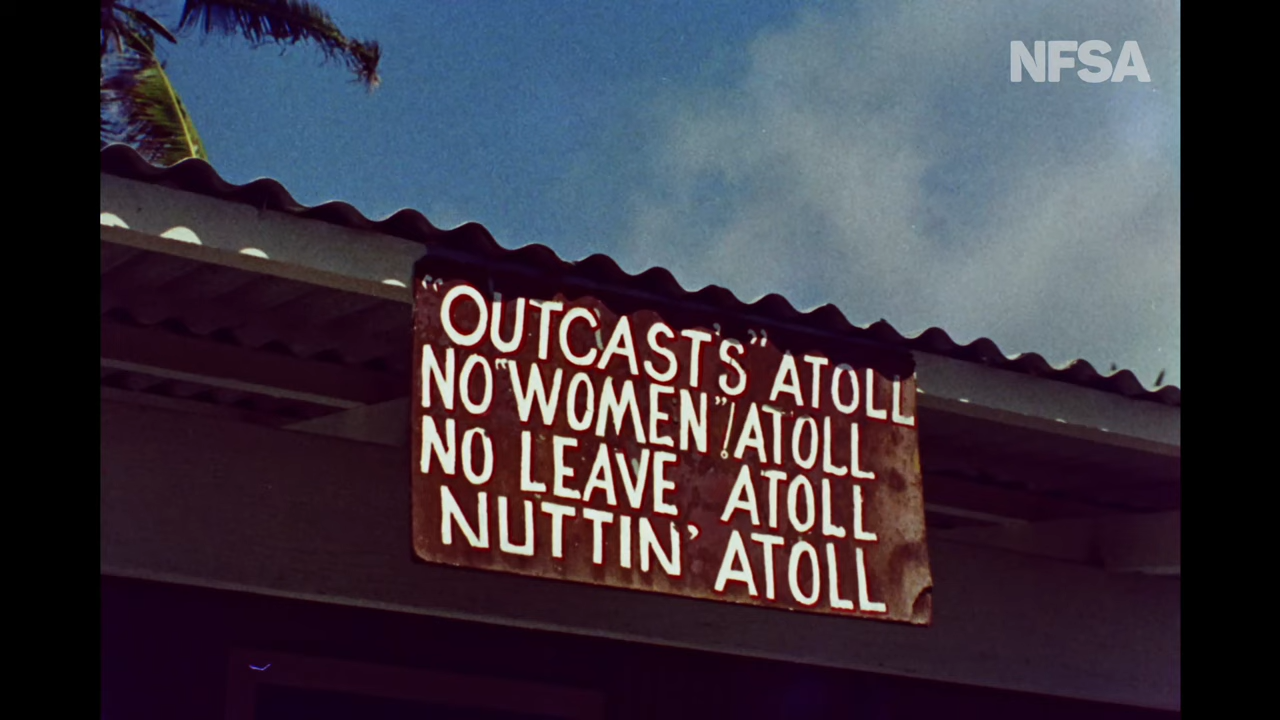 NFSA
"OUTCASTS'S" ATOLL
NO "WOMEN"! ATOLL
NO LEAVE ATOLL
NUTTIN' ATOLL